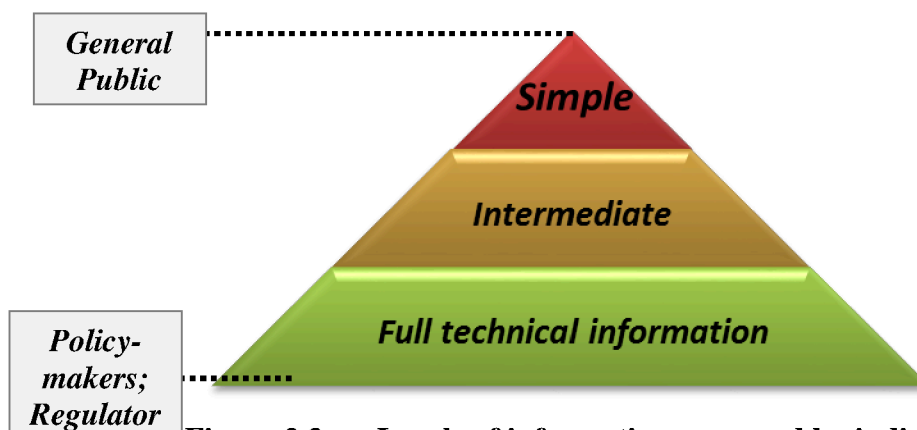 General
Public
Simple
Intermediate
Full technical information
Policy-
makers;
Regulator